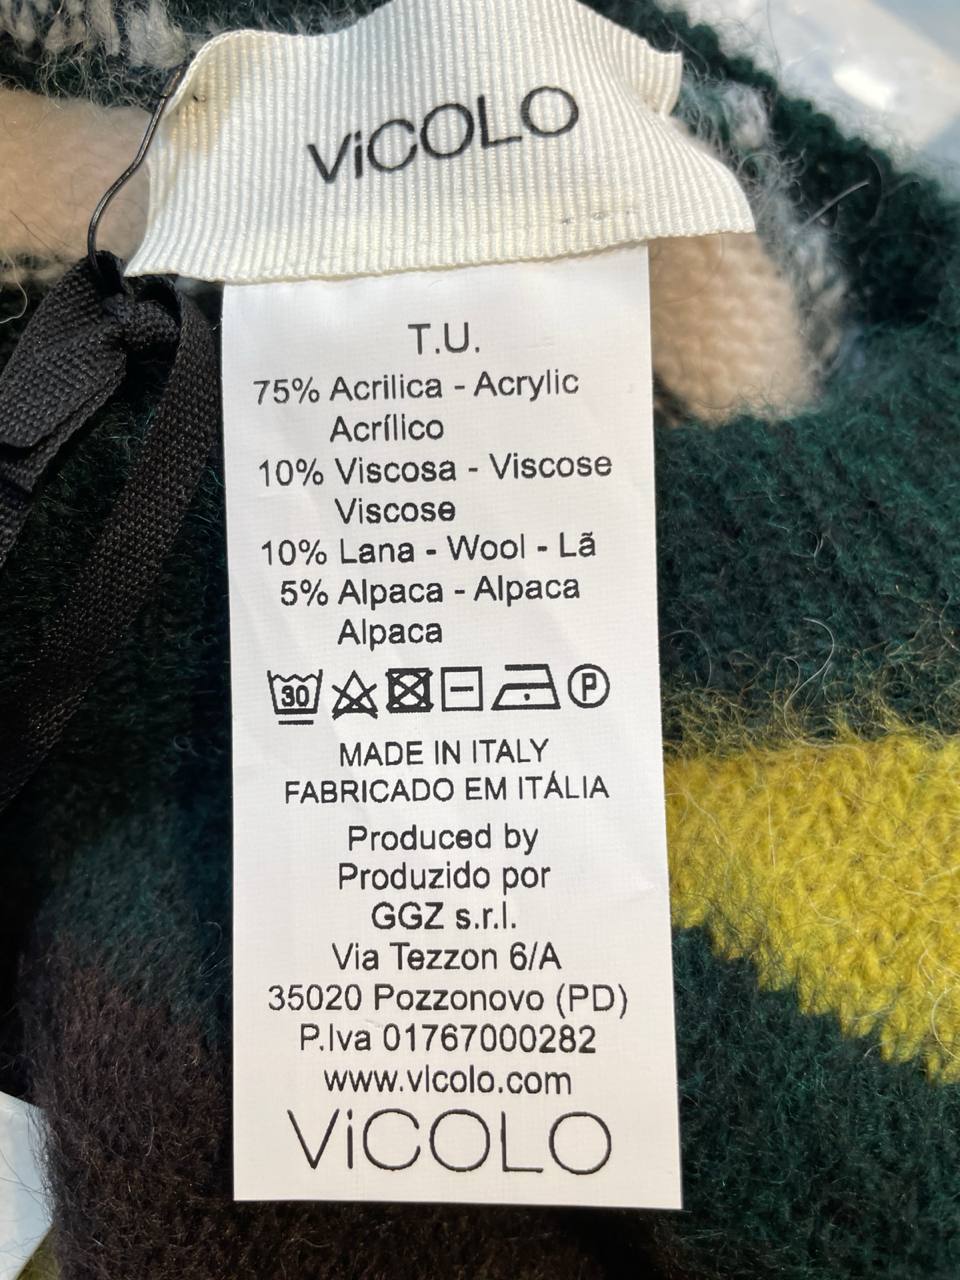 ViCOLO
T.U.
75% Acrilica - Acrylic
Acrílico
10% Viscosa - Viscose
Viscose
10% Lana - Wool - Lã
5% Alpaca - Alpaca
Alpaca
30 P
MADE IN ITALY
FABRICADO EM ITÁLIA
Produced by
Produzido por
GGZ s.r.l.
Via Tezzon 6/A
35020 Pozzonovo (PD)
P.Iva 01767000282
www.vicolo.com
ViCOLO